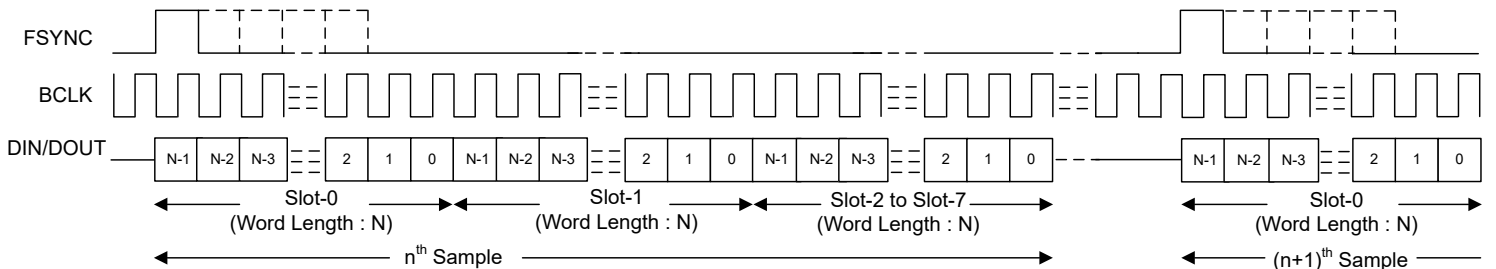 FSYNC
BCLK
DIN/DOUT
N-1 N-2 N-3 2 1 0 N-1 N-2 N-3 2 1 0 N-1 N-2 N-3 2 1 0 N-1 N-2 N-3 2 1 0
Slot-0 Slot-1 Slot-2 to Slot-7 Slot-0
(Word Length : N) (Word Length : N) (Word Length : N) (Word Length : N)
nth Sample (n+1)th Sample